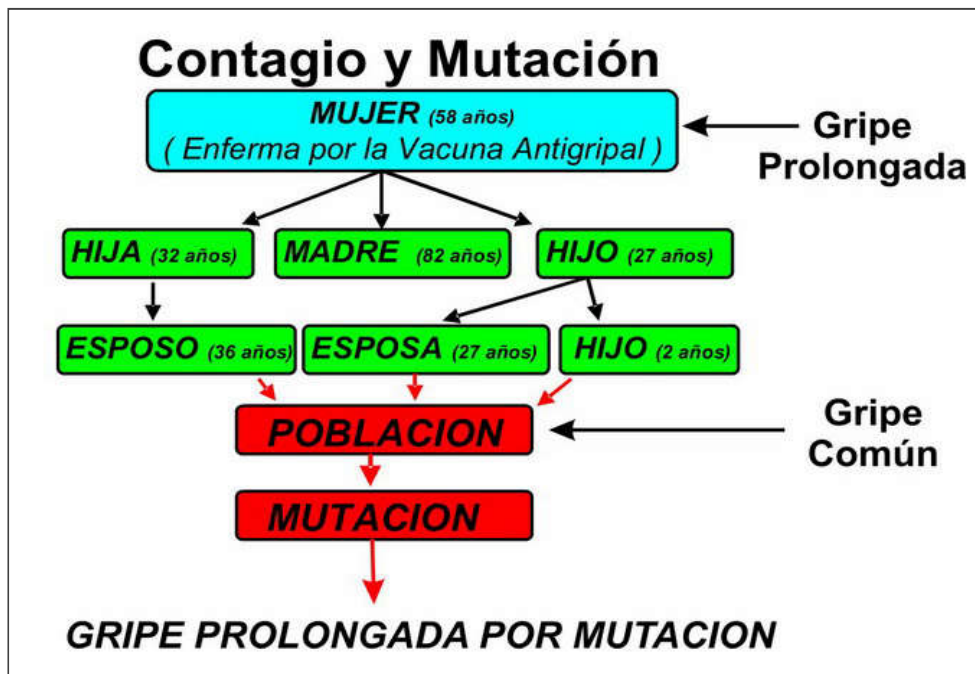 Contagio y Mutación
MUJER (58 años)
( Enferma por la Vacuna Antigripal )
Gripe
Prolongada
HIJA (32 años)
MADRE (82 años)
HIJO (27 años)
ESPOSO (36 años)
ESPOSA (27 años)
HIJO (2 años)
POBLACION
Gripe
Común
MUTACION
GRIPE PROLONGADA POR MUTACION